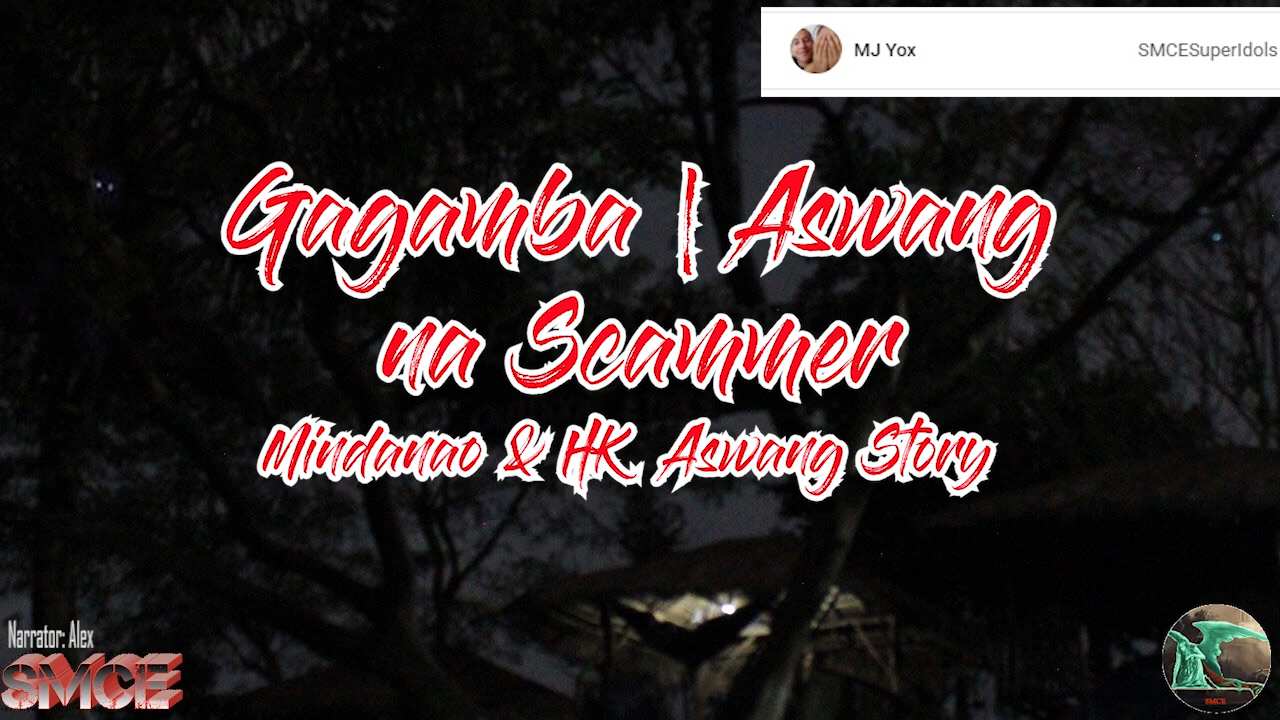 MJ Yox
SMCESuperIdols
Gagamba | Aswang
na Scammer
Mindanao & HK Aswang Story
Narrator: Alex
SMCE
SMCE